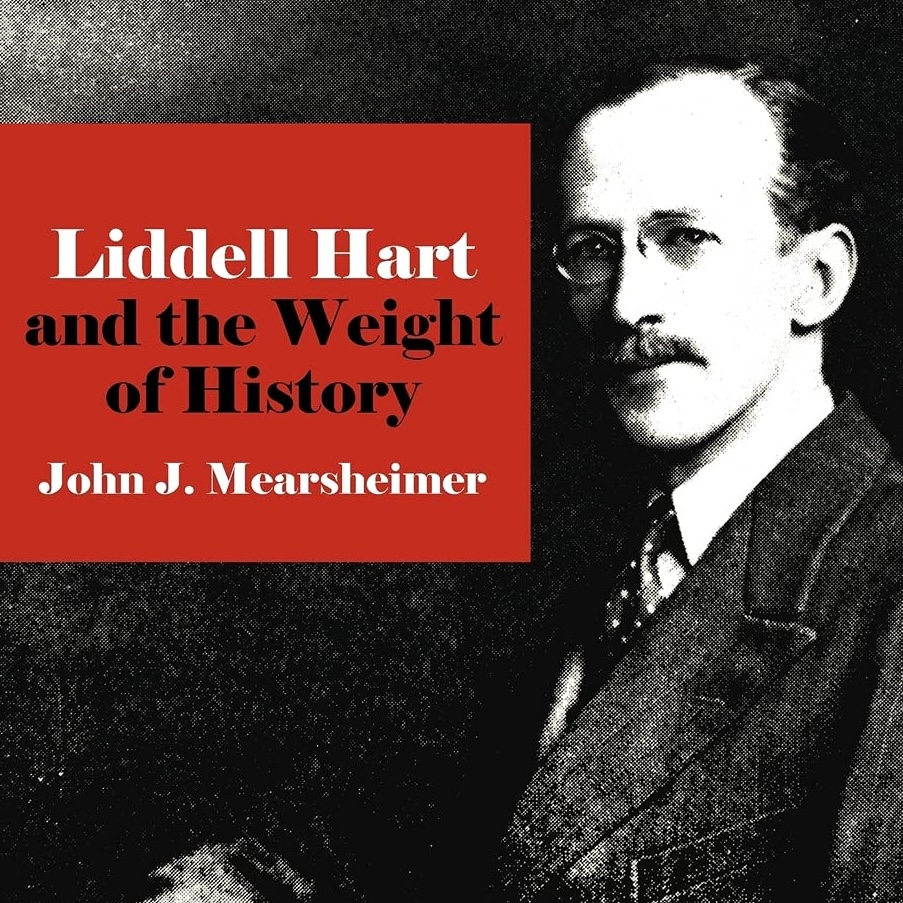 Liddell Hart
and the Weight
of History
John J. Mearsheimer